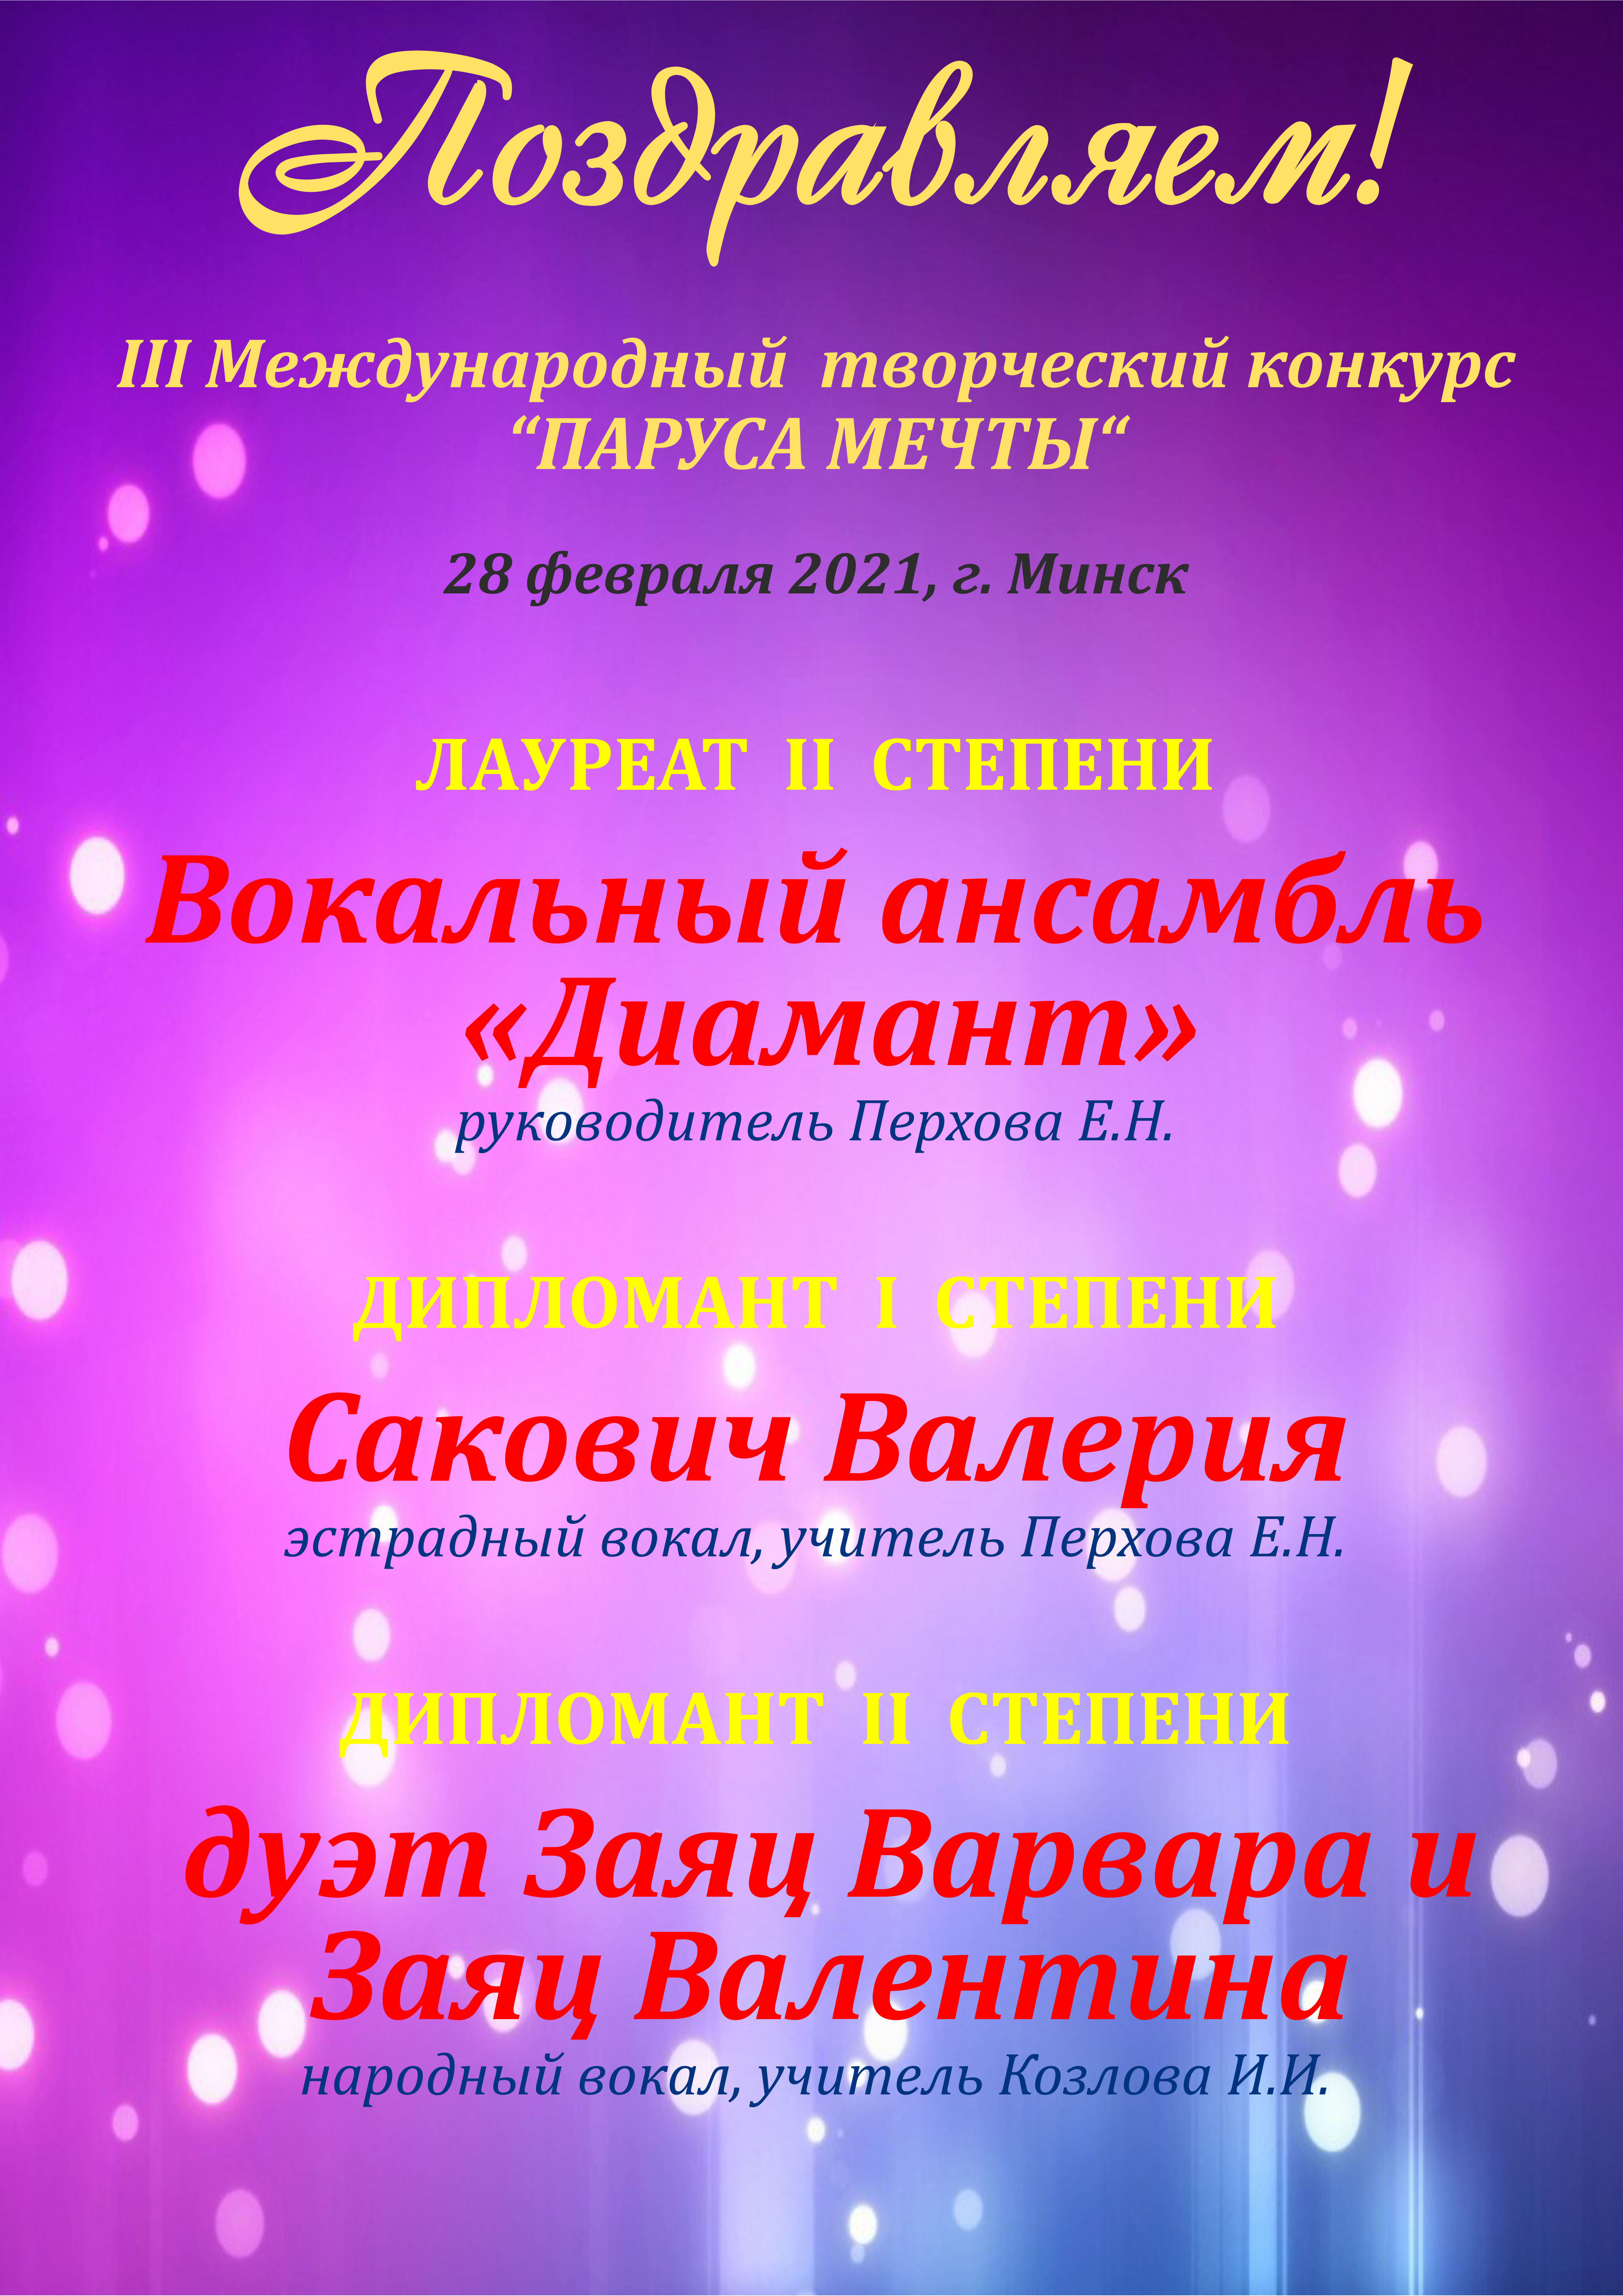 Поздравляем!
III Международный творческий конкурс
“ПАРУСА МЕЧТЫ“
28 февраля 2021, г. Минск
ЛАУРЕАТ II СТЕПЕНИ
Вокальный ансамбль
«Диамант»
руководитель Перхова Е.Н.
ДИПЛОМАНТ I СТЕПЕНИ
Сакович Валерия
эстрадный вокал, учитель Перхова Е.Н.
ДИПЛОМАНТ II СТЕПЕНИ
дуэт Заяц Варвара и
Заяц Валентина
народный вокал, учитель Козлова И.И.